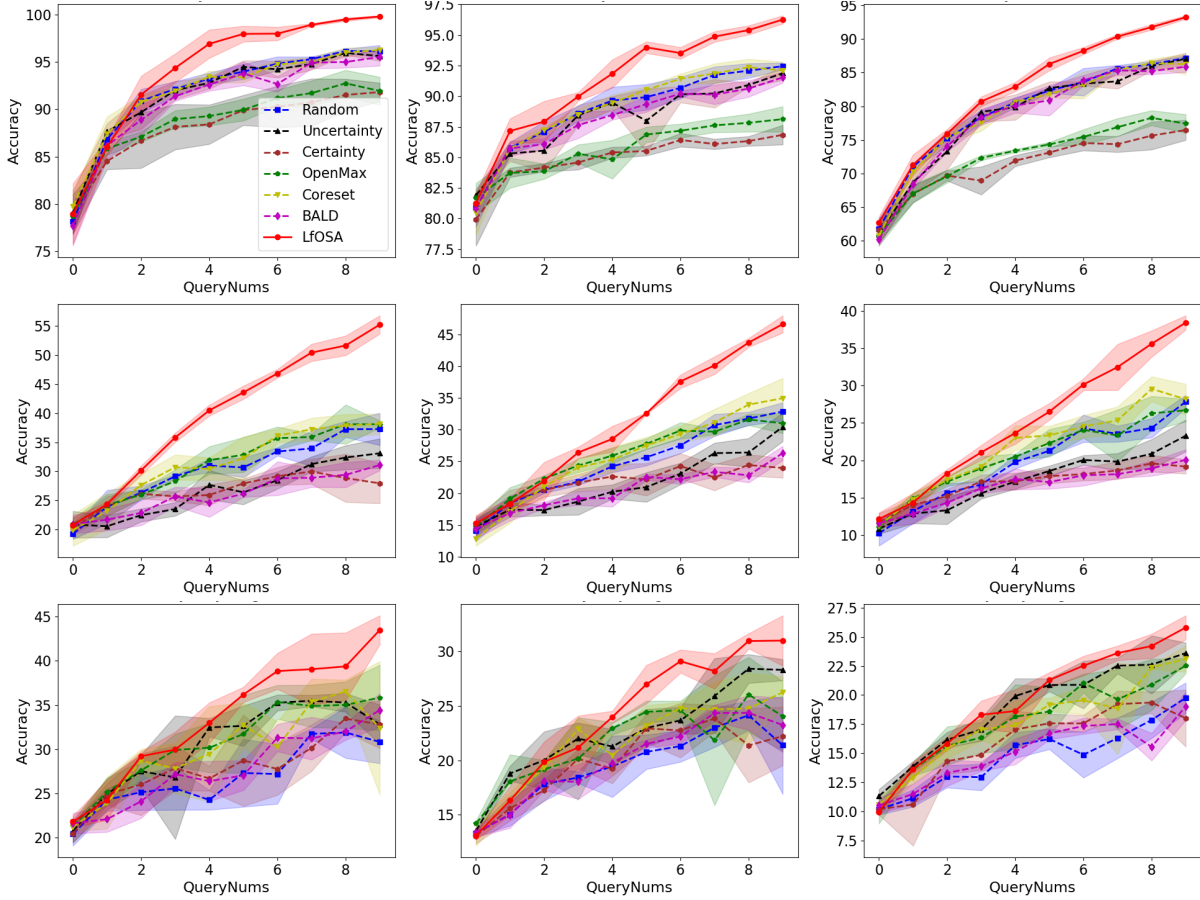 100
95
90
85
80
75
Accuracy
0 2 4 6 8
QueryNums
Random
Uncertainty
Certainty
OpenMax
Coreset
BALD
LfOSA
97.5
95.0
92.5
90.0
87.5
85.0
82.5
80.0
77.5
Accuracy
0 2 4 6 8
QueryNums
95
90
85
80
75
70
65
60
Accuracy
0 2 4 6 8
QueryNums
55
50
45
40
35
30
25
20
Accuracy
0 2 4 6 8
QueryNums
45
40
35
30
25
20
15
10
Accuracy
0 2 4 6 8
QueryNums
40
35
30
25
20
15
10
Accuracy
0 2 4 6 8
QueryNums
45
40
35
30
25
20
Accuracy
0 2 4 6 8
QueryNums
30
25
20
15
Accuracy
0 2 4 6 8
QueryNums
27.5
25.0
22.5
20.0
17.5
15.0
12.5
10.0
7.5
Accuracy
0 2 4 6 8
QueryNums